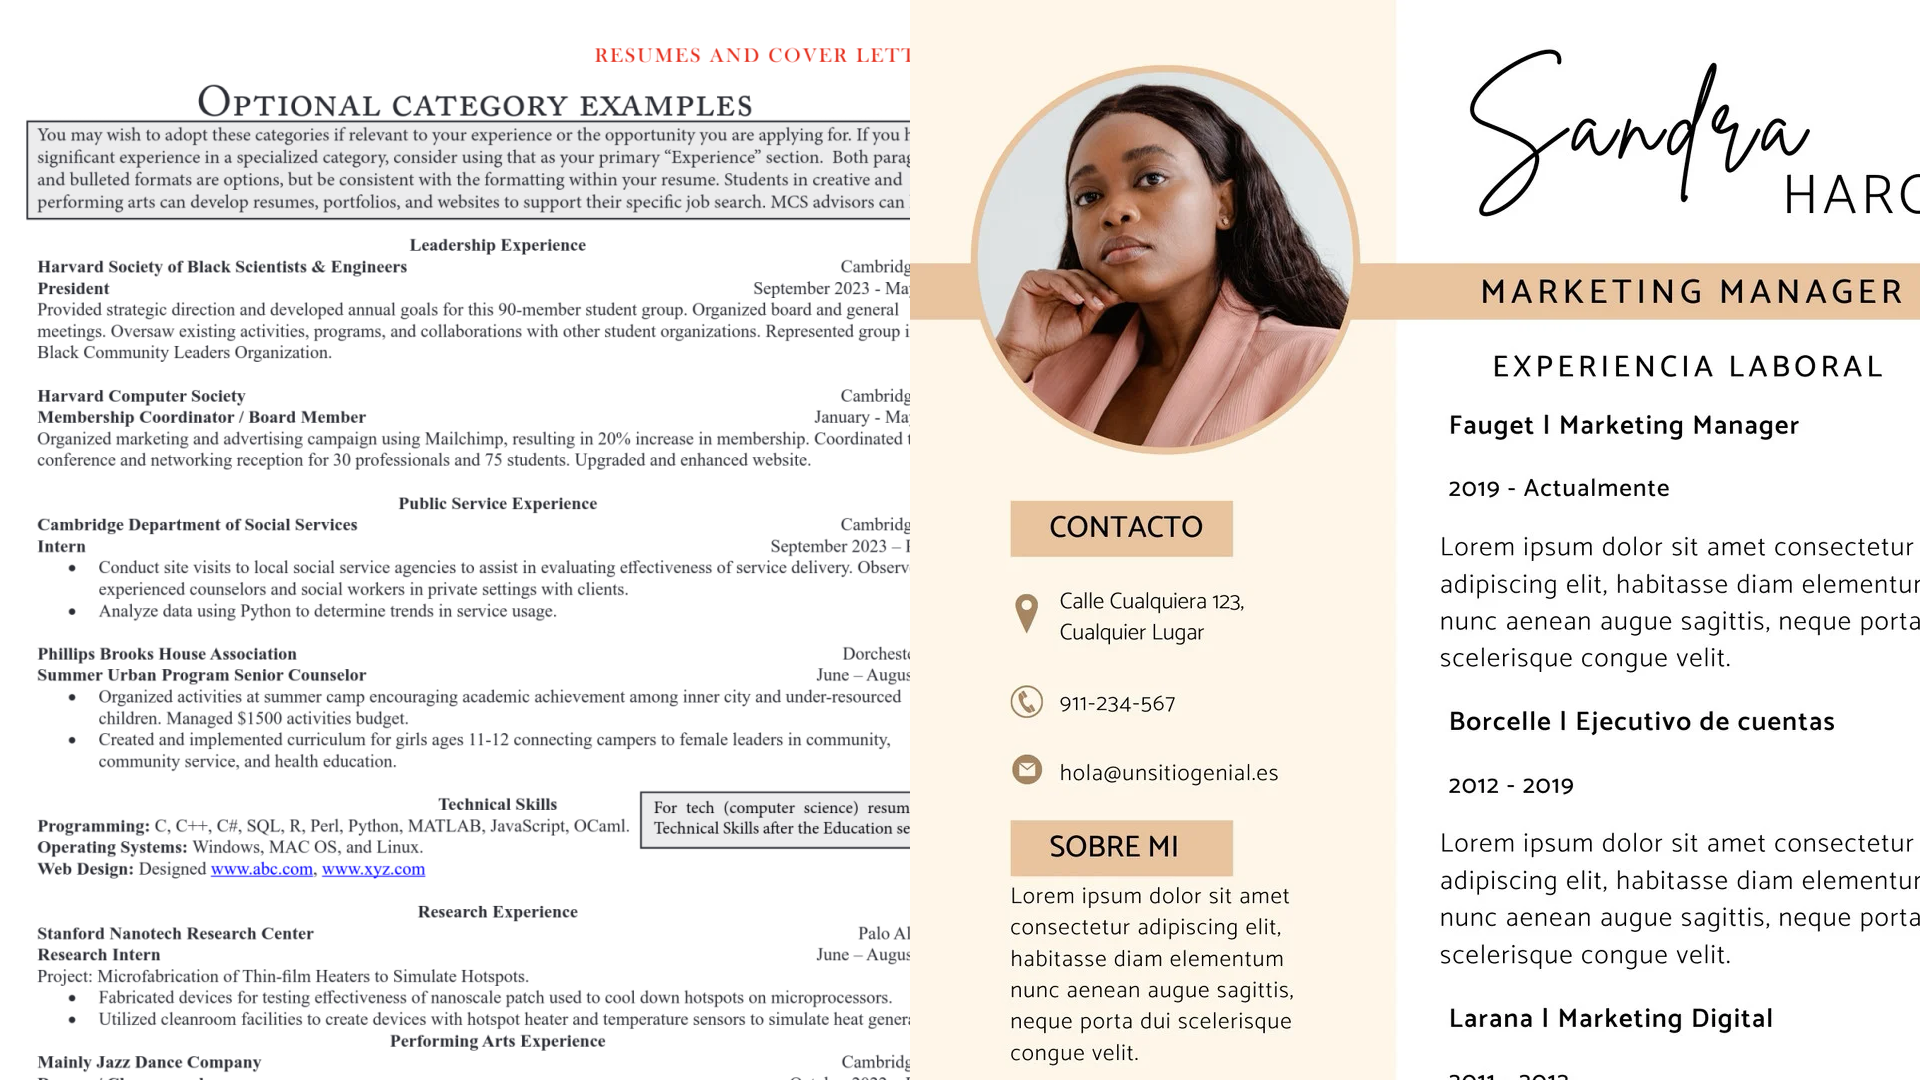 RESUMES AND COVER LETT
OPTIONAL CATEGORY EXAMPLES
You may wish to adopt these categories if relevant to your experience or the opportunity you are applying for. If you
significant experience in a specialized category, consider using that as your primary “Experience” section. Both
and bulleted formats are options, but be consistent with the formatting within your resume. Students in creative and
performing arts can develop resumes, portfolios, and websites to support their specific job search. MCS advisors can
Leadership Experience
Harvard Society of Black Scientists & Engineers Cambridg
President September 2023 - Ma
Provided strategic direction and developed annual goals for this 90-member student group. Organized board and general
meetings. Oversaw existing activities, programs, and collaborations with other student organizations. Represented group
Black Community Leaders Organization.
Harvard Computer Society Cambridg
Membership Coordinator / Board Member January - Ma
Organized marketing and advertising campaign using Mailchimp, resulting in 20% increase in membership. Coordinated
conference and networking reception for 30 professionals and 75 students. Upgraded and enhanced website.
Public Service Experience
Cambridge Department of Social Services Cambridg
Intern September 2023 –
• Conduct site visits to local social service agencies to assist in evaluating effectiveness of service delivery. Observ
experienced counselors and social workers in private settings with clients.
• Analyze data using Python to determine trends in service usage.
Phillips Brooks House Association Dorchest
Summer Urban Program Senior Counselor June – Augus
• Organized activities at summer camp encouraging academic achievement among inner city and under-resourced
children. Managed $1500 activities budget.
• Created and implemented curriculum for girls ages 11-12 connecting campers to female leaders in community,
community service, and health education.
Technical Skills
Programming: C, C++, C#, SQL, R, Perl, Python, MATLAB, JavaScript, OCaml.
Operating Systems: Windows, MAC OS, and Linux.
Web Design: Designed www.abc.com, www.xyz.com
For tech (computer science) resum
Technical Skills after the Education se
Research Experience
Stanford Nanotech Research Center Palo Al
Research Intern June – Augus
Project: Microfabrication of Thin-film Heaters to Simulate Hotspots.
• Fabricated devices for testing effectiveness of nanoscale patch used to cool down hotspots on microprocessors.
• Utilized cleanroom facilities to create devices with hotspot heater and temperature sensors to simulate heat gener
Performing Arts Experience
Mainly Jazz Dance Company Cambridg
CONTACTO
Calle Cualquiera 123,
Cualquier Lugar
911-234-567
hola@unsitiogenial.es
SOBRE MI
Lorem ipsum dolor sit amet
consectetur adipiscing elit,
habitasse diam elementum
nunc aenean augue sagittis,
neque porta dui scelerisque
congue velit.
Sandra
HARO
MARKETING MANAGER
EXPERIENCIA LABORAL
Fauget l Marketing Manager
2019 - Actualmente
Lorem ipsum dolor sit amet consectetur
adipiscing elit, habitasse diam elementu
nunc aenean augue sagittis, neque porta
scelerisque congue velit.
Borcelle l Ejecutivo de cuentas
2012 - 2019
Lorem ipsum dolor sit amet consectetur
adipiscing elit, habitasse diam elementu
nunc aenean augue sagittis, neque porta
scelerisque congue velit.
Larana l Marketing Digital